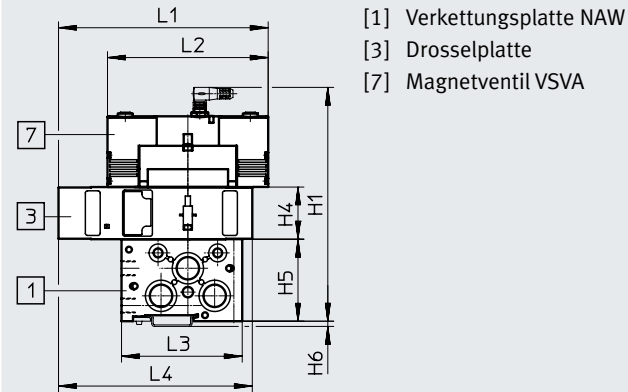 L1
L2
[1] Verkettungsplatte NAW
[3] Drosselplatte
[7] Magnetventil VSVA
7
3
1
H1
H4
H5
H6
L3
L4